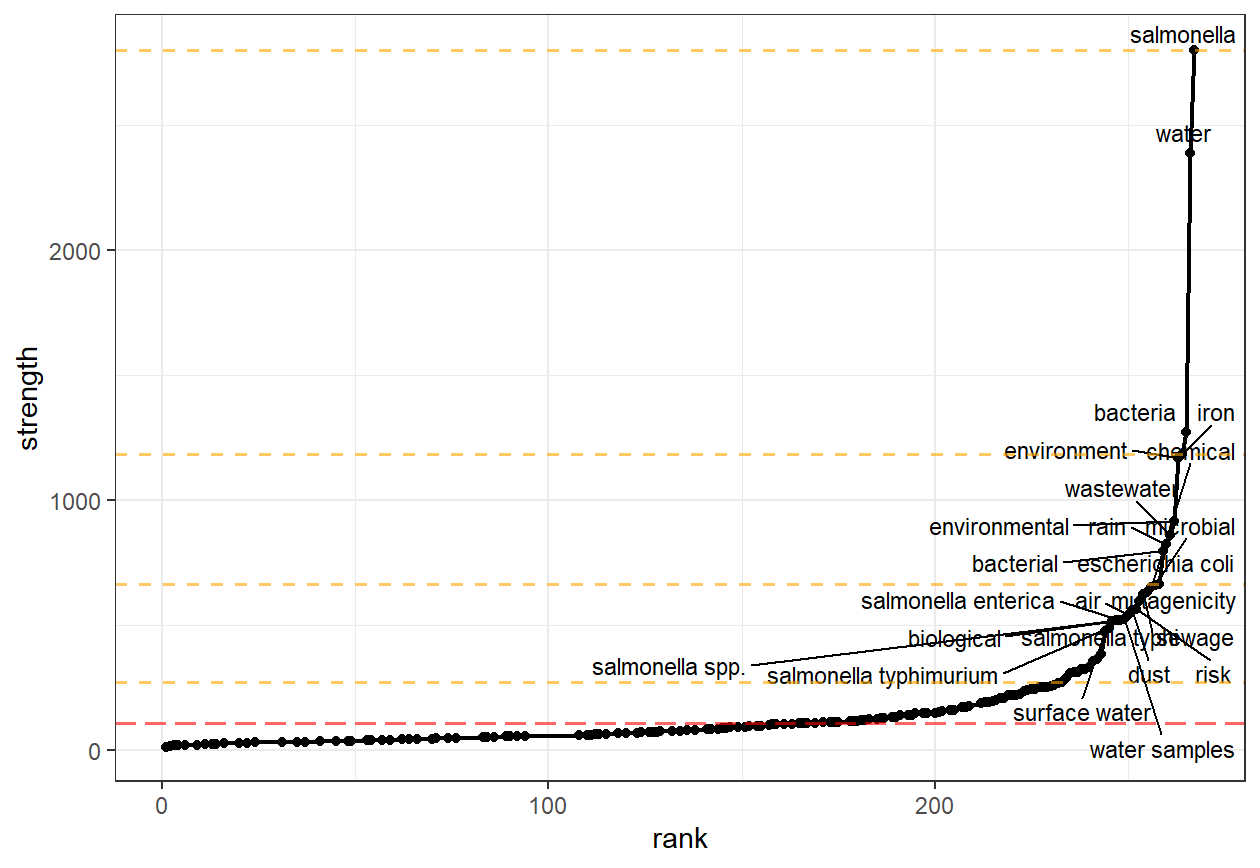 salmonella
water
2000
strength
bacteria iron
environment chemical
wastewater
1000
environmental rain microbial
bacterial escherichia coli
salmonella enterica air mutagenicity
biological salmonella typhi sewage
salmonella spp. salmonella typhimurium dust risk
surface water
0
water samples
0 100 200
rank